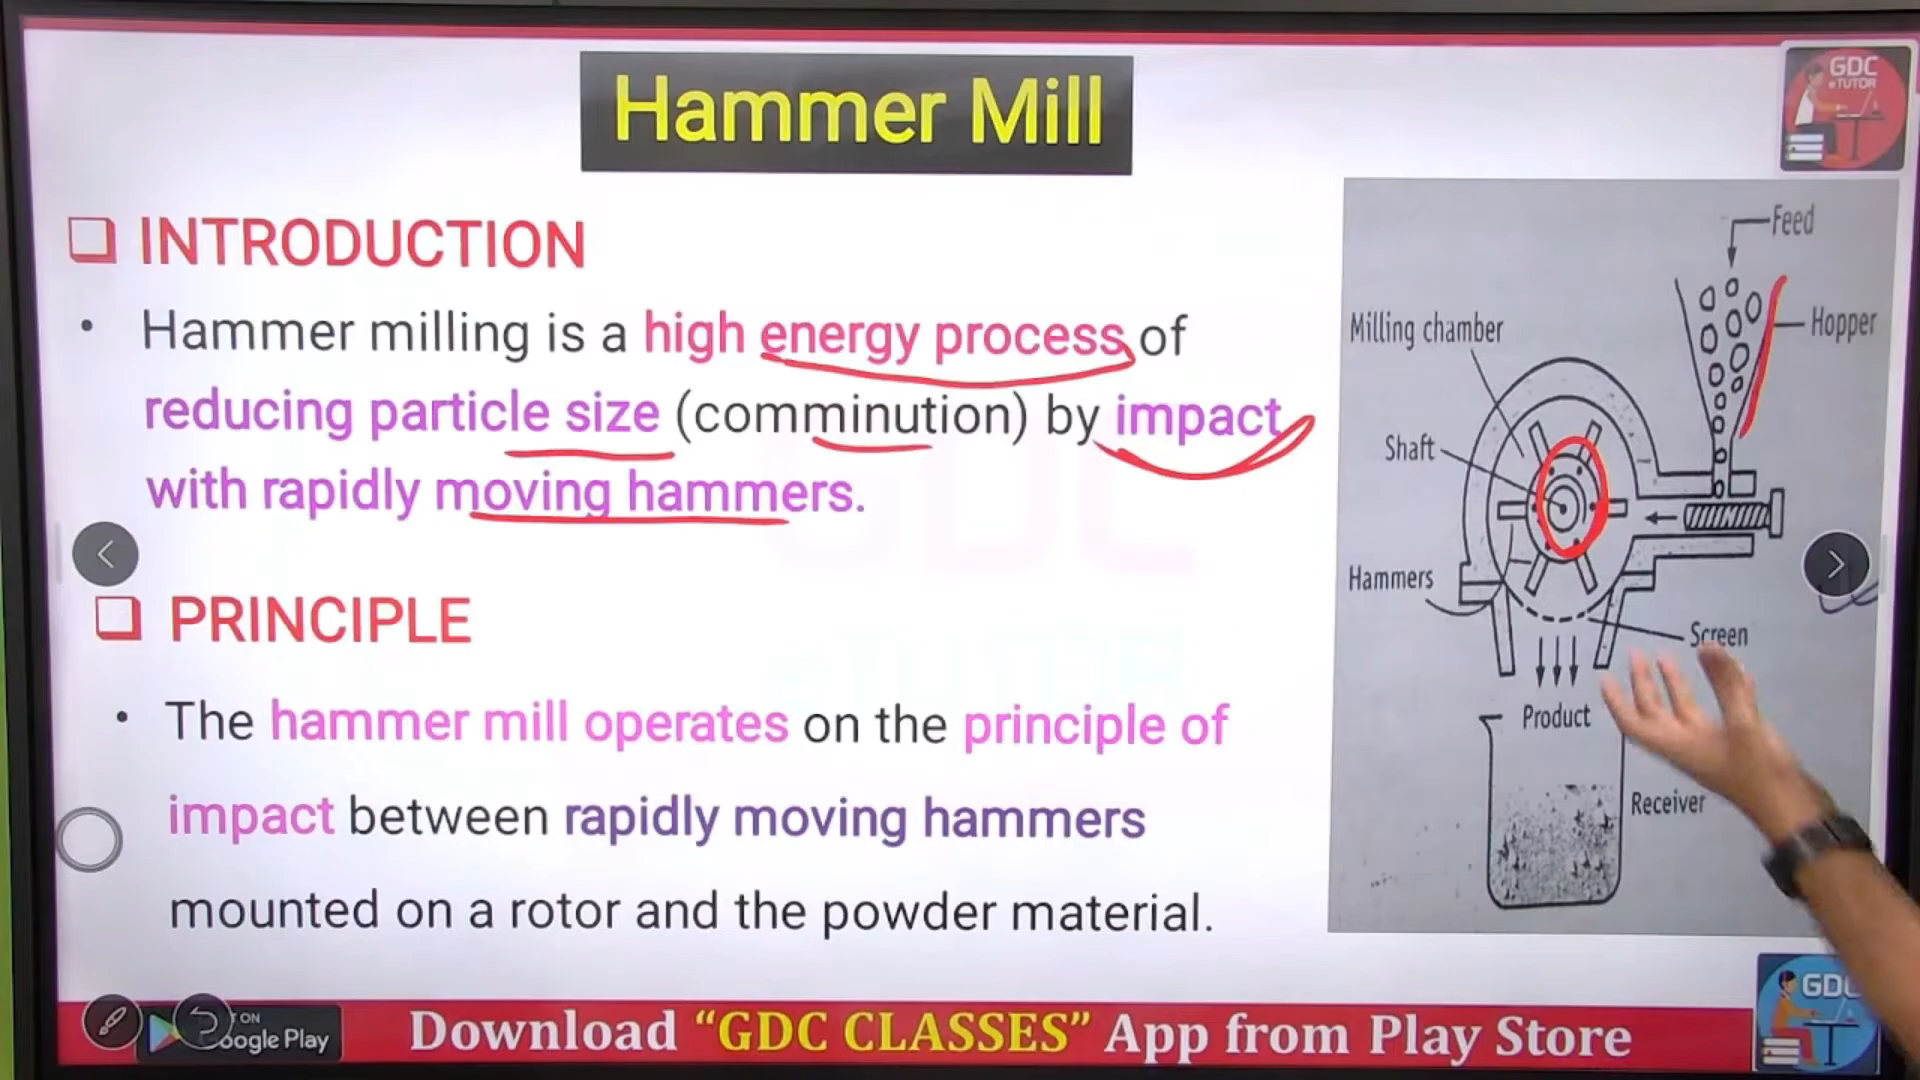 Hammer Mill
GDC
eTUTOR
INTRODUCTION
• Hammer milling is a high energy process of
reducing particle size (comminution) by impact
with rapidly moving hammers.
PRINCIPLE
• The hammer mill operates on the principle of
impact between rapidly moving hammers
mounted on a rotor and the powder material.
Feed
Hopper
Milling chamber
Shaft
Hammers
Screen
Product
Receiver
ON
Google Play
Download “GDC CLASSES” App from Play Store